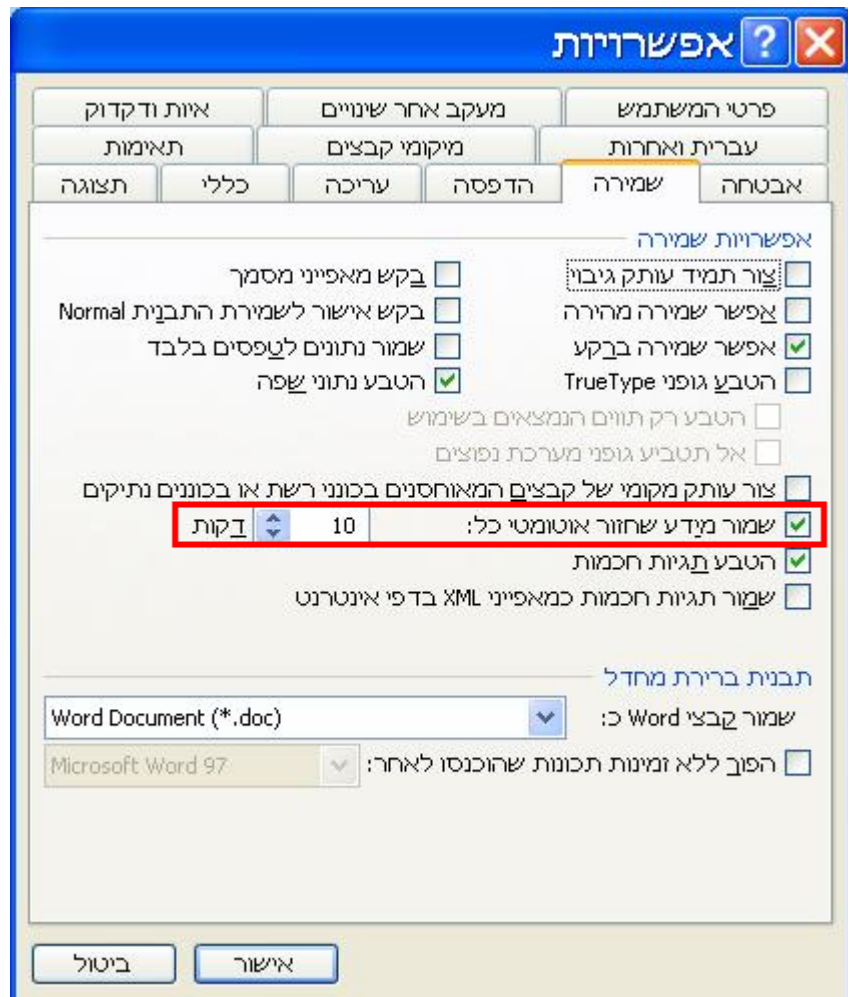 אפשרויות
פרטי המשתמש מעקב אחר שינויים איות ודקדוק
עברית ואחרות מיקומי קבצים תאימות
אבטחה שמירה הדפסה עריכה כללי תצוגה
אפשרויות שמירה
צור תמיד עותק גיבוי בקש מאפייני מסמך
אפשר שמירה מהירה בקש אישור לשמירת התבנית Normal
אפשר שמירה ברקע שמור נתונים לטפסים בלבד
הטבע גופני TrueType הטבע נתוני שפה
הטבע רק תווים הנמצאים בשימוש
אל תטביע גופני מערכת נפוצים
צור עותק מקומי של קבצים המאוחסנים בכונני רשת או בכוננים נתיקים
שמור מידע שחזור אוטומטי כל: 10 דקות
הטבע תגיות חכמות
שמור תגיות חכמות כמאפייני XML בדפי אינטרנט
תבנית ברירת מחדל
שמור קבצי Word כ: Word Document (*.doc)
הפוך ללא זמינות תכונות שהוכנסו לאחר: Microsoft Word 97
אישור ביטול